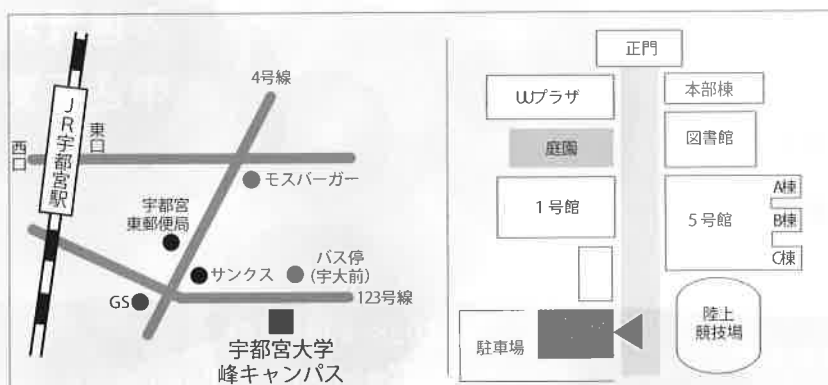 JR宇都宮駅
西口
東口
4号線
モスバーガー
宇都宮
東郵便局
サンクス
バス停
（宇大前）
GS
123号線
宇都宮大学
峰キャンパス
正門
UUプラザ
本部棟
庭園
図書館
1号館
5号館
A棟
B棟
C棟
駐車場
陸上
競技場